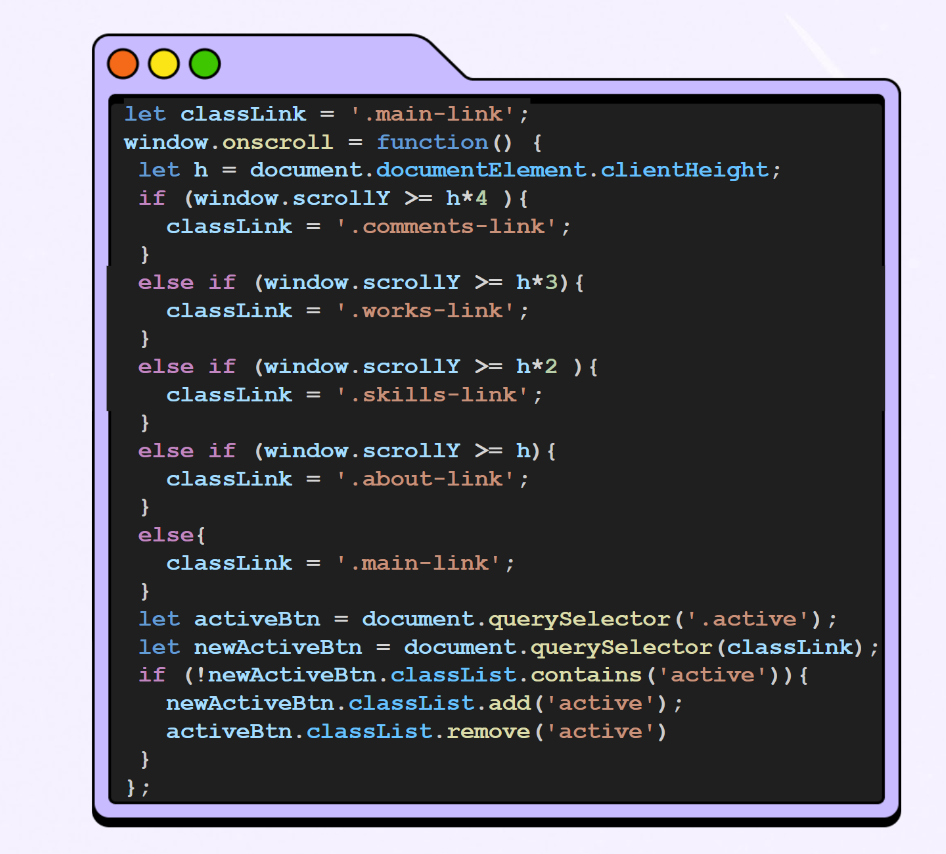 let classLink = '.main-link';
window.onscroll = function() {
 let h = document.documentElement.clientHeight;
 if (window.scrollY >= h*4 ){
   classLink = '.comments-link';
 }
 else if (window.scrollY >= h*3){
   classLink = '.works-link';
 }
 else if (window.scrollY >= h*2 ){
   classLink = '.skills-link';
 }
 else if (window.scrollY >= h){
   classLink = '.about-link';
 }
 else{
   classLink = '.main-link';
 }
 let activeBtn = document.querySelector('.active');
 let newActiveBtn = document.querySelector(classLink);
 if (!newActiveBtn.classList.contains('active')){
   newActiveBtn.classList.add('active');
   activeBtn.classList.remove('active')
 }
};